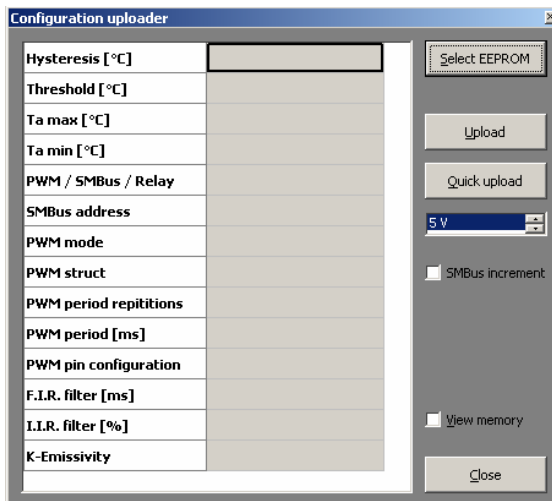 Configuration uploader
Hysteresis [°C]
Threshold [°C]
Ta max [°C]
Ta min [°C]
PWM / SMBus / Relay
SMBus address
PWM mode
PWM struct
PWM period repititions
PWM period [ms]
PWM pin configuration
F.I.R. filter [ms]
I.I.R. filter [%]
K-Emissivity
Select EEPROM
Upload
Quick upload
5 V
SMBus increment
View memory
Close